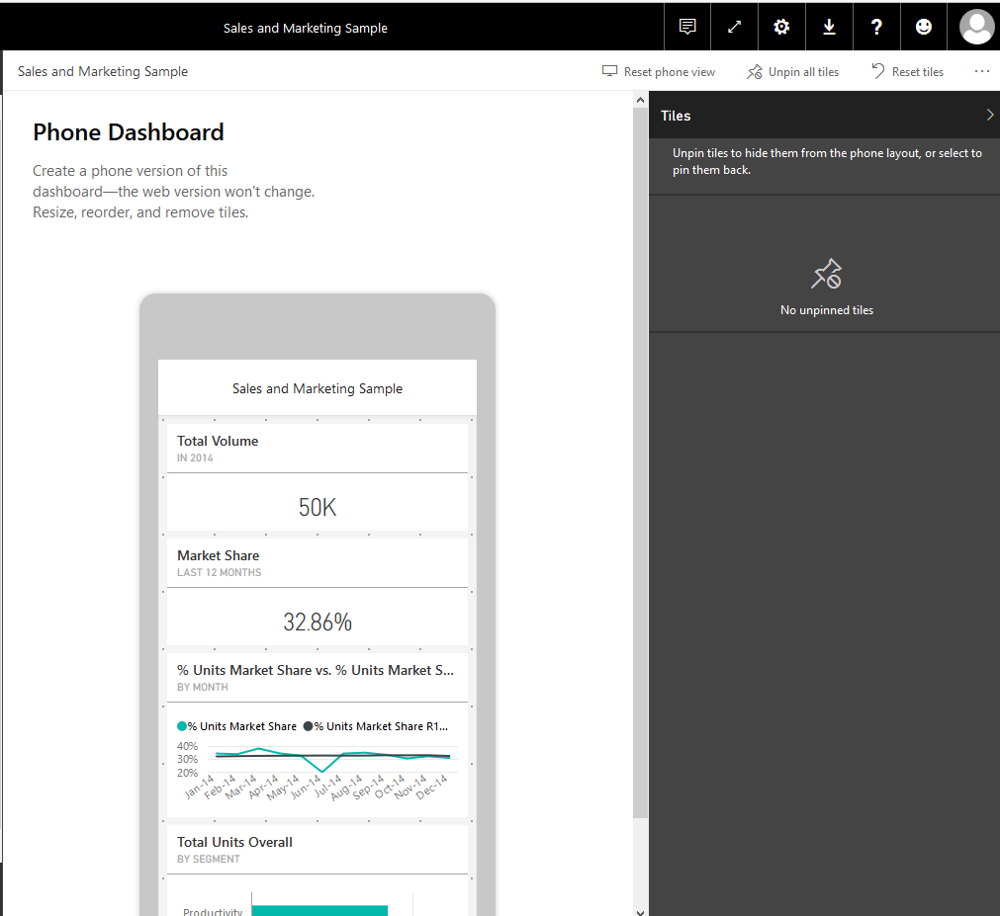 Sales and Marketing Sample
?
Sales and Marketing Sample
Reset phone view
Unpin all tiles
Reset tiles
...
Phone Dashboard
Create a phone version of this
dashboard—the web version won't change.
Resize, reorder, and remove tiles.
Tiles
Unpin tiles to hide them from the phone layout, or select to
pin them back.
No unpinned tiles
Sales and Marketing Sample
Total Volume
IN 2014
50K
Market Share
LAST 12 MONTHS
32.86%
% Units Market Share vs. % Units Market S...
BY MONTH
% Units Market Share
% Units Market Share R1...
40%
30%
20%
Jan-14
Feb-14
Mar-14
Apr-14
May-14
Jun-14
Jul-14
Aug-14
Sep-14
Oct-14
Nov-14
Dec-14
Total Units Overall
BY SEGMENT
Productivity